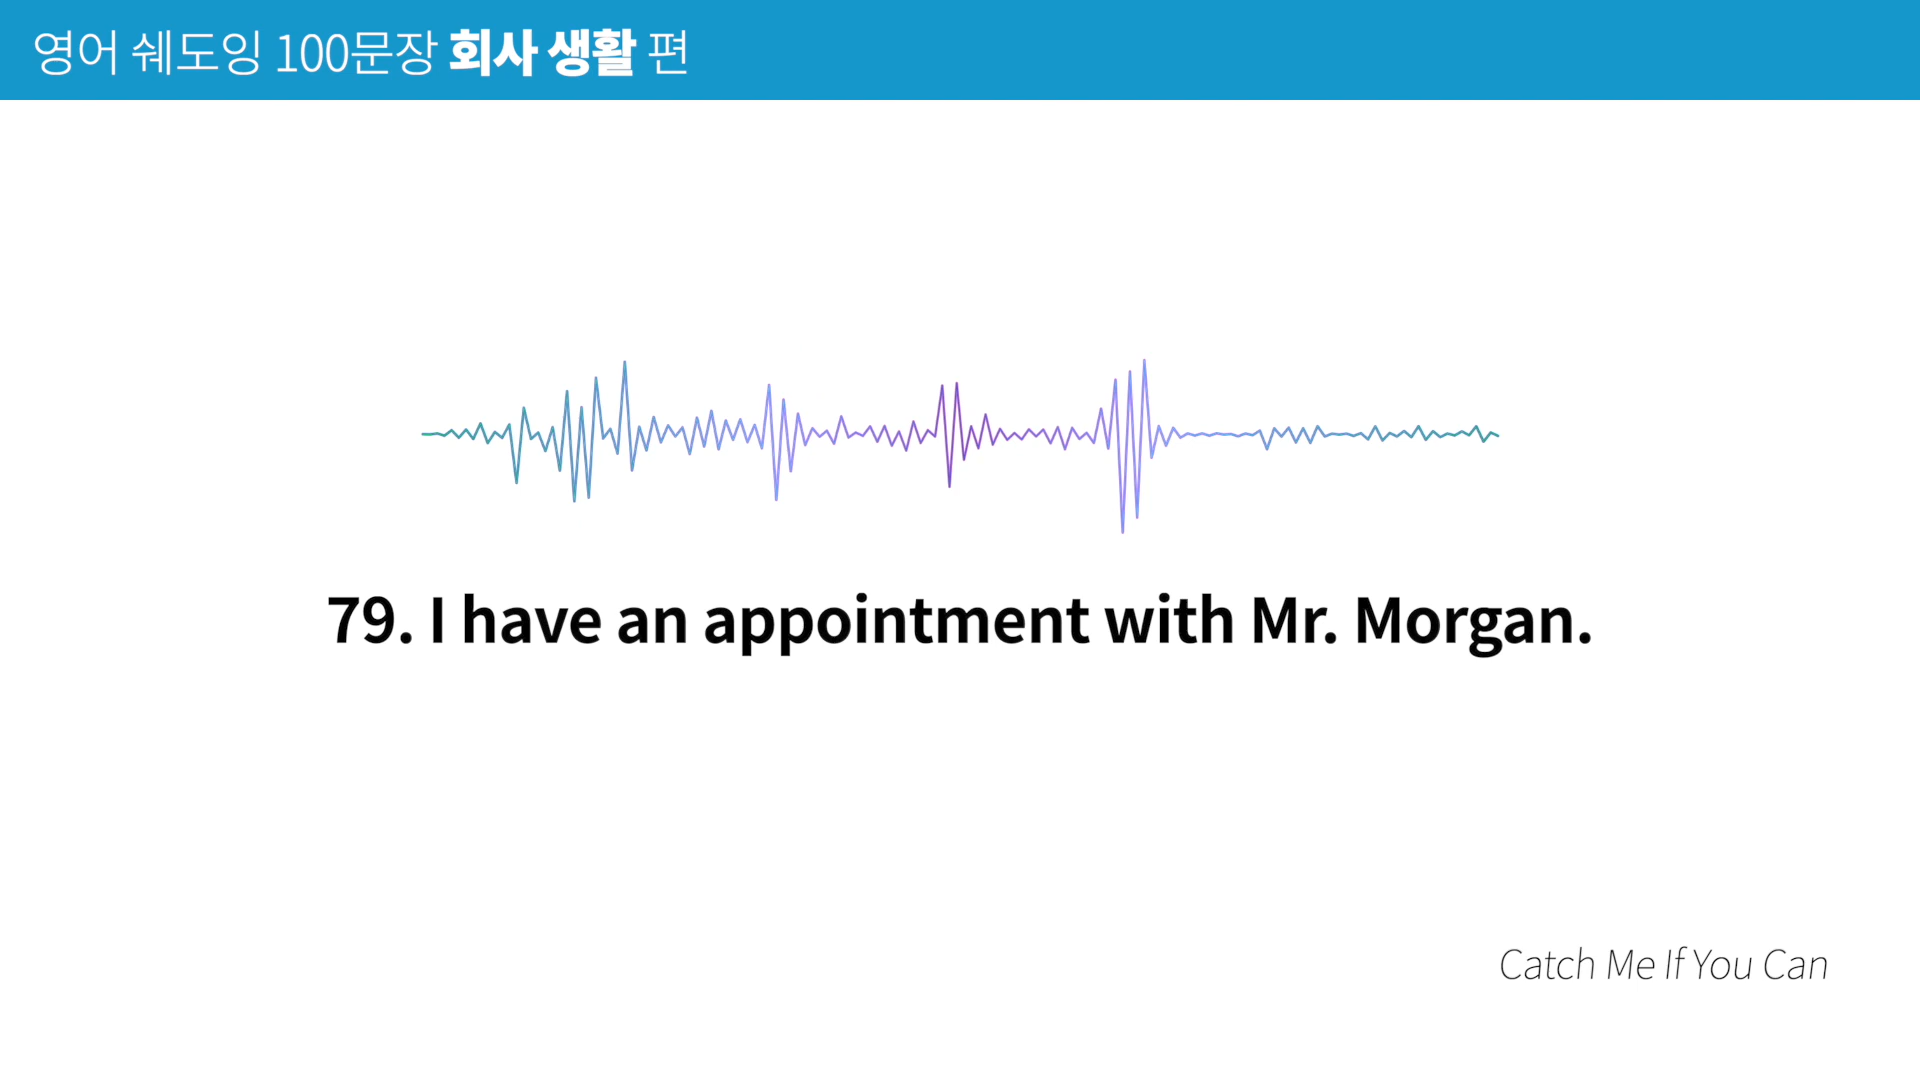 영어 쉐도잉 100문장 회사 생활 편
79. I have an appointment with Mr. Morgan.
Catch Me If You Can